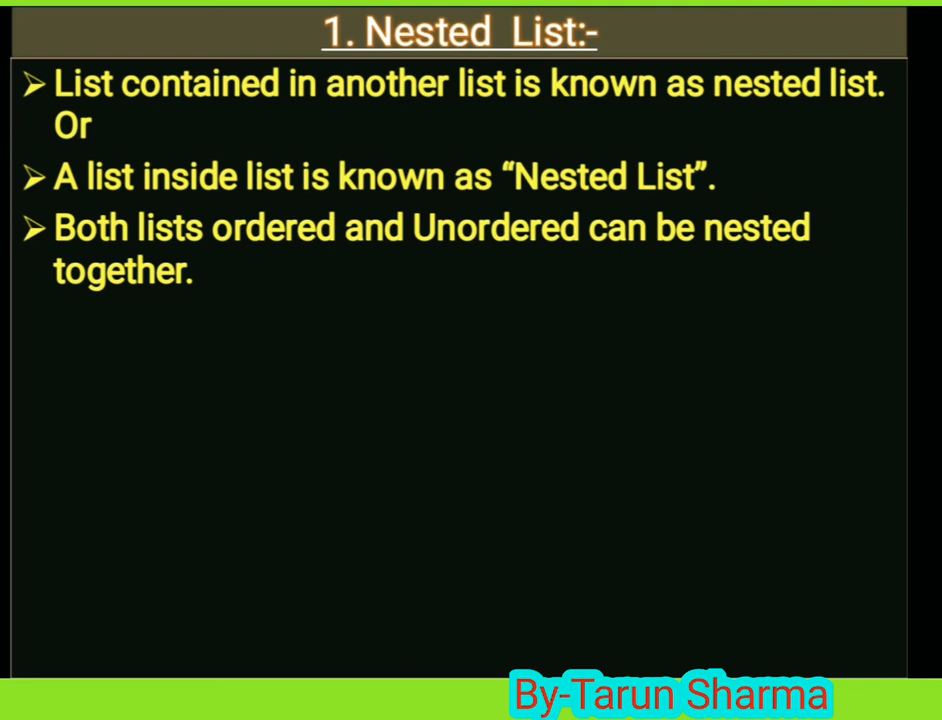 1. Nested List:-
➢ List contained in another list is known as nested list.
Or
➢ A list inside list is known as “Nested List”.
➢ Both lists ordered and Unordered can be nested
together.
By-Tarun Sharma